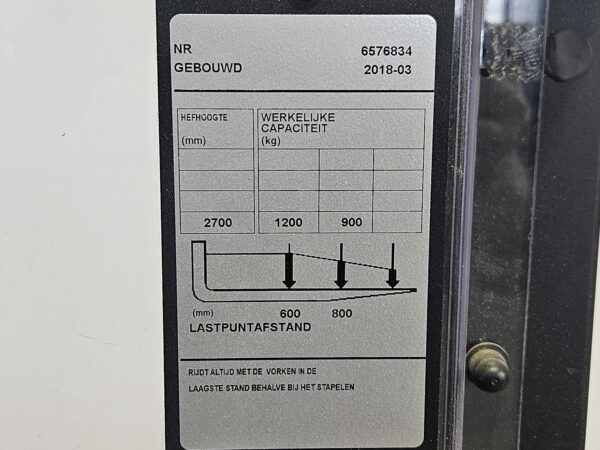 NR 6576834
GEBOUWD 2018-03
HEFHOOGTE
(mm)
WERKELIJKE
CAPACITEIT
(kg)
2700 1200 900
(mm) 600 800
LASTPUNTAFSTAND
RIJDT ALTIJD MET DE VORKEN IN DE
LAAGSTE STAND BEHALVE BIJ HET STAPELEN